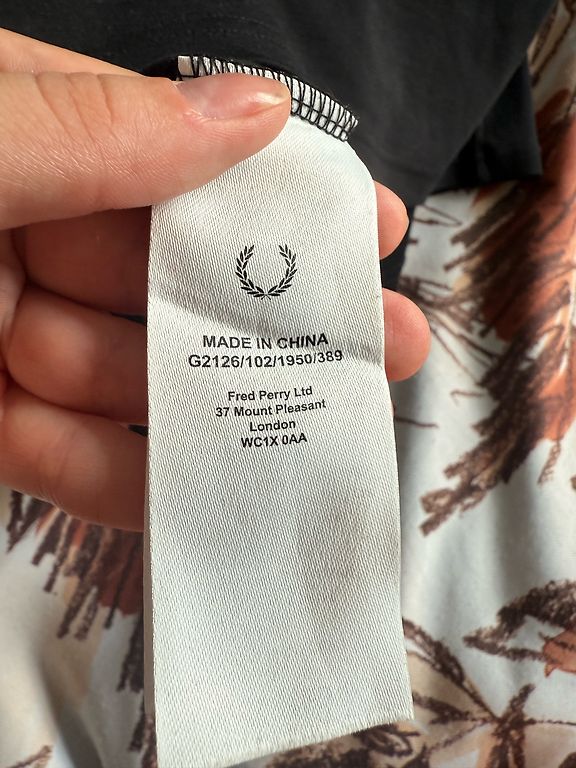 MADE IN CHINA
G2126/102/1950/389
Fred Perry Ltd
37 Mount Pleasant
London
WC1X 0AA